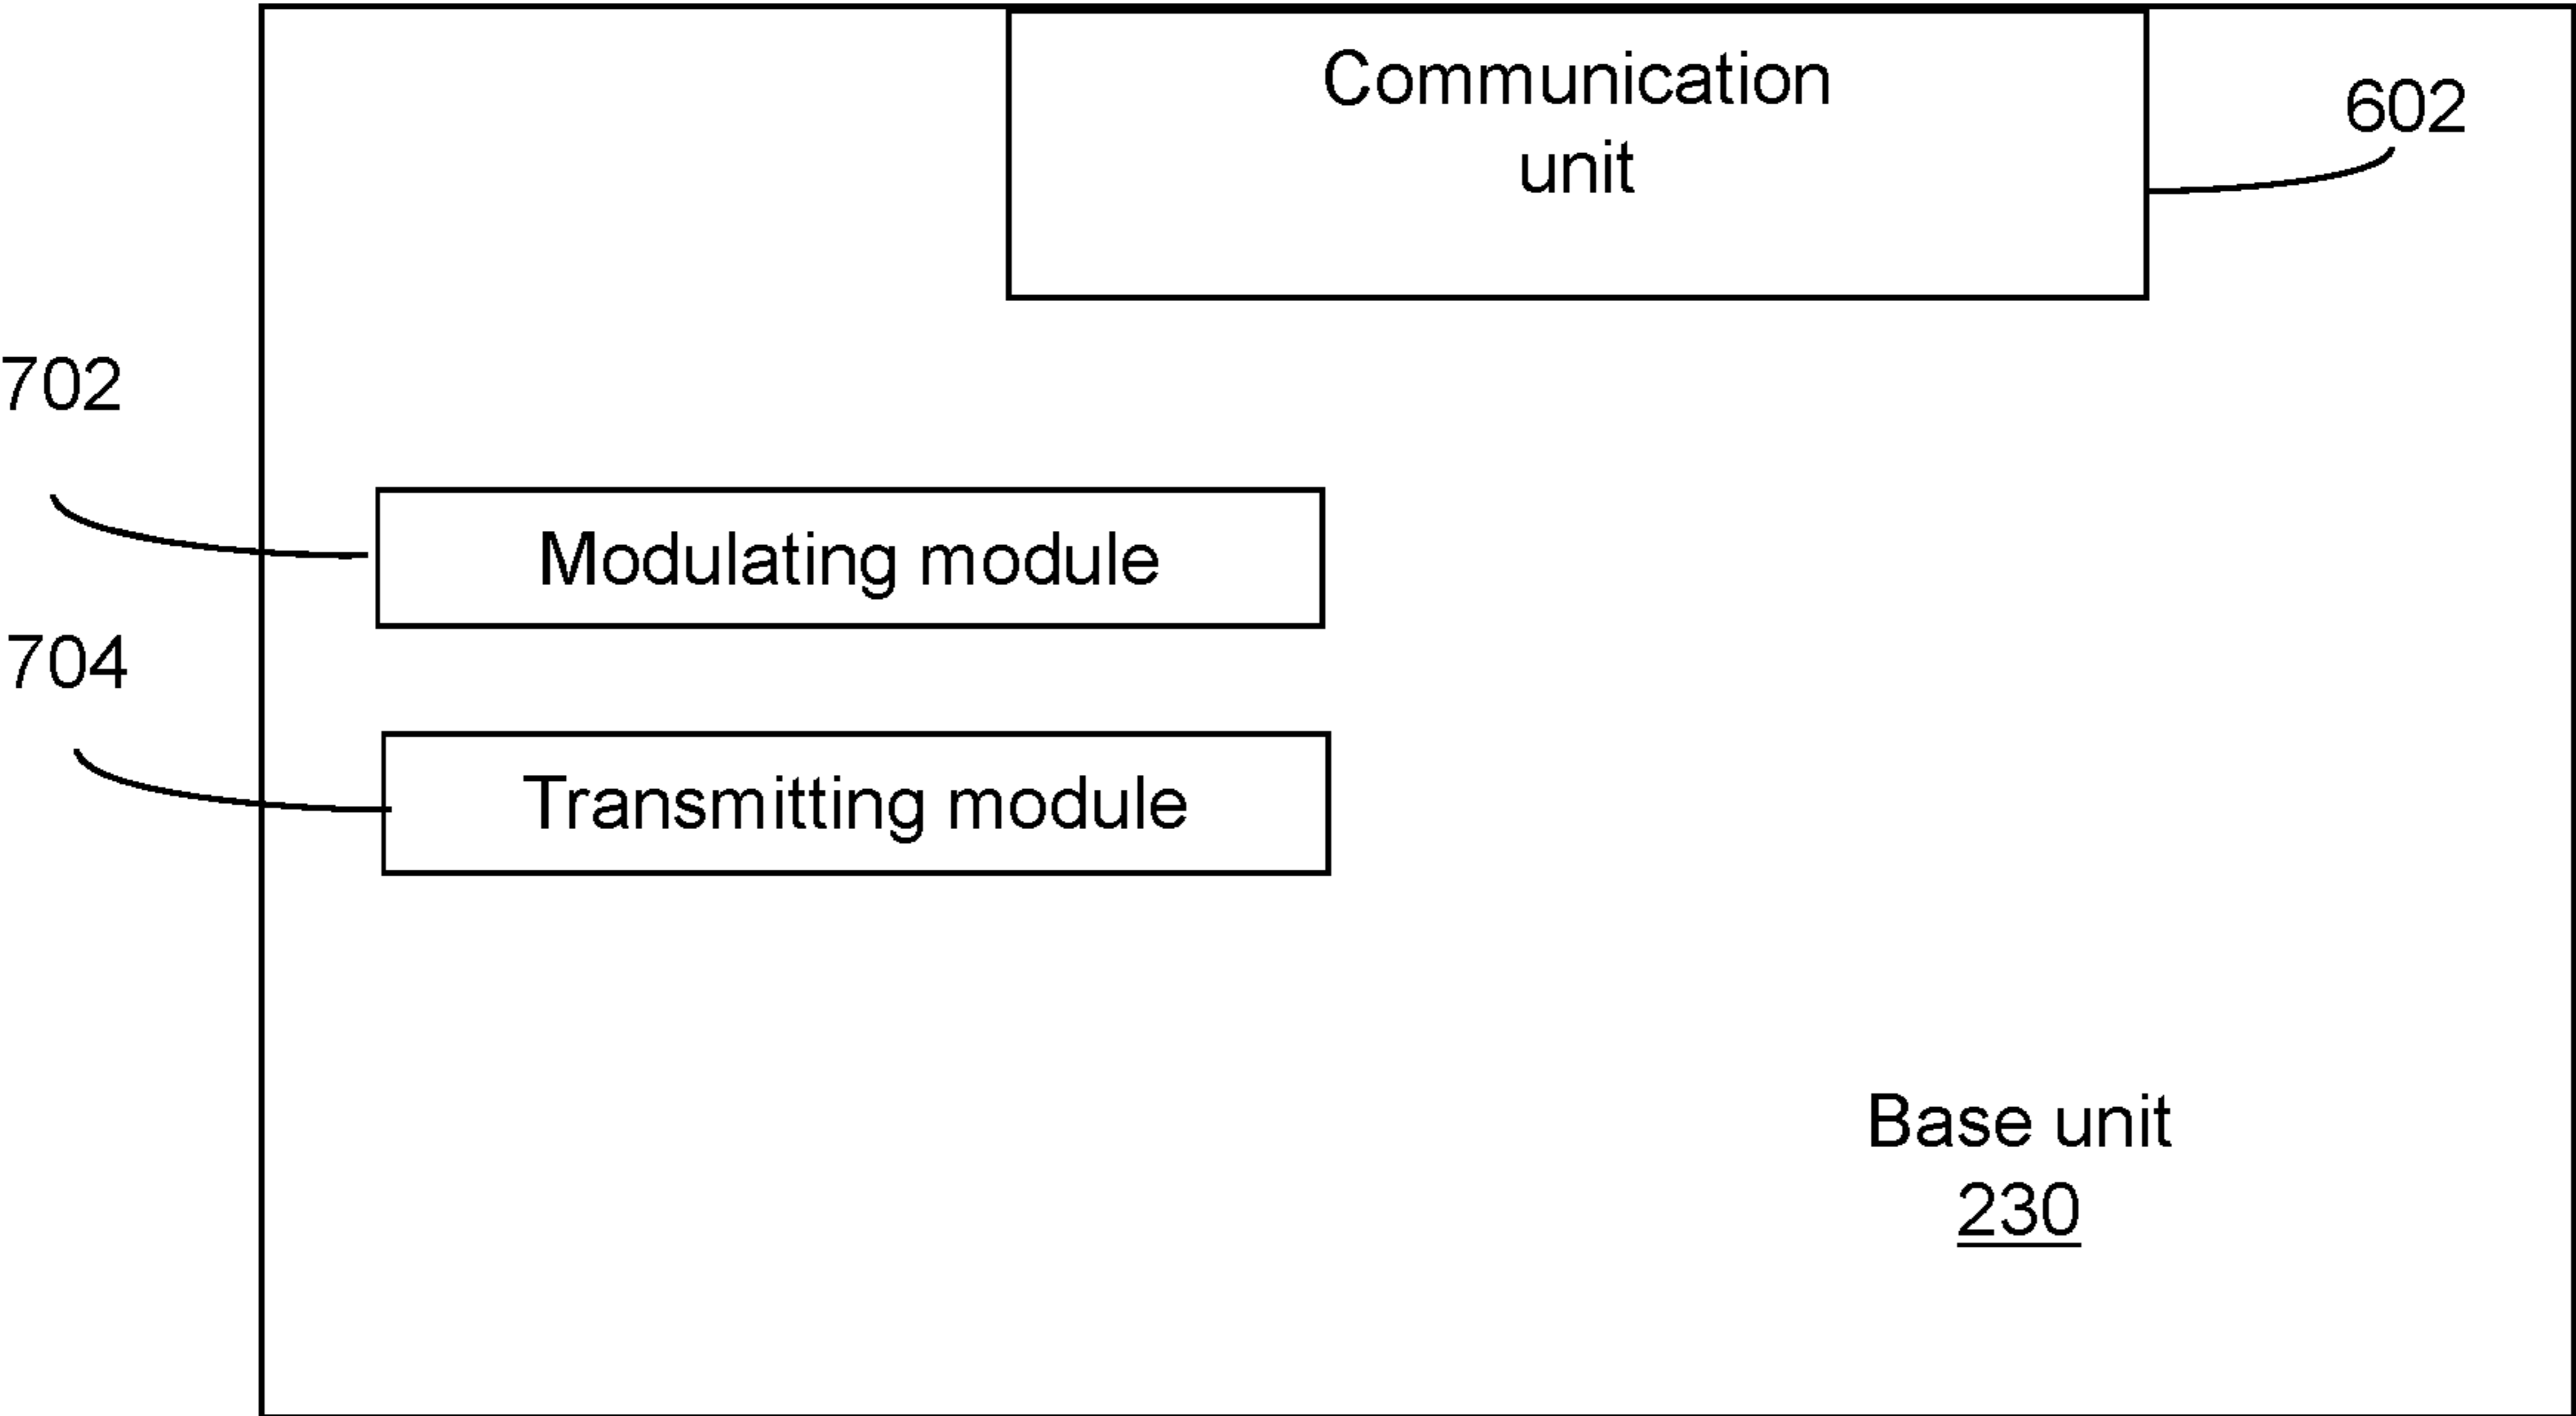 Communication
unit
602
702
Modulating module
704
Transmitting module
Base unit
230